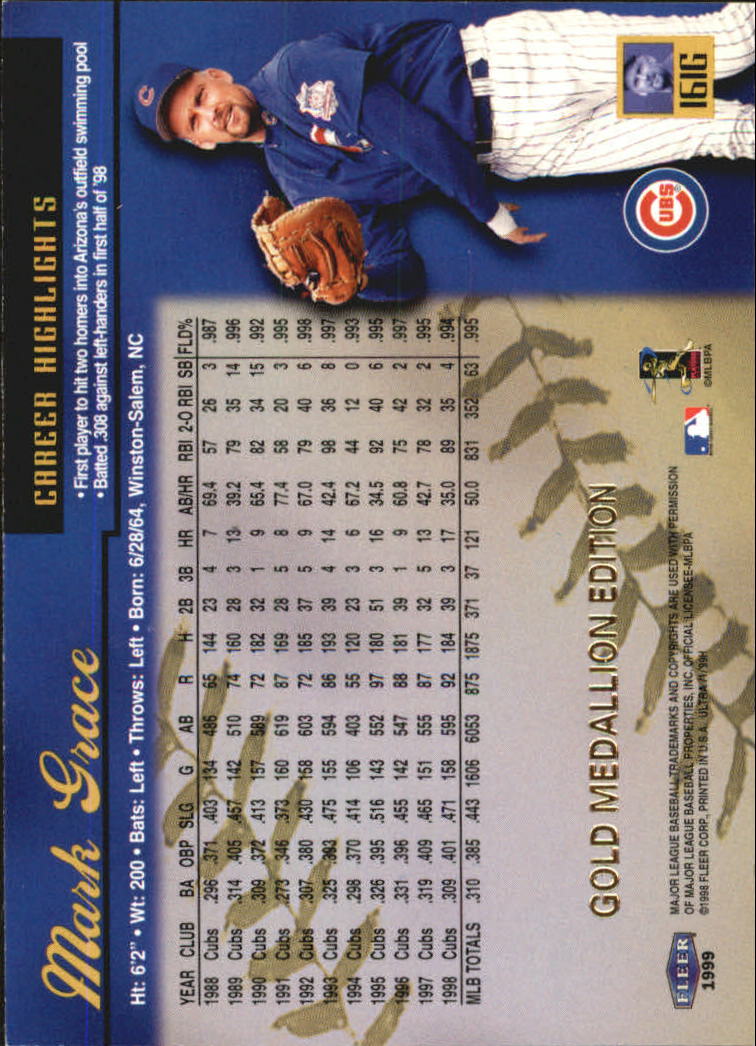 Mark Grace
CAREER HIGHLIGHTS
• First player to hit two homers into Arizona's outfield swimming pool
• Batted .308 against left-handers in first half of '98
Ht: 6'2" • Wt: 200 • Bats: Left • Throws: Left • Born: 6/28/64, Winston-Salem, NC
161G
CUBS
YEAR CLUB BA OBP SLG G AB R H 2B 3B HR AB/HR RBI 2-O RBI SB FLD%
1988 Cubs .296 .371 .403 134 486 65 144 23 4 7 69.4 57 26 3 .987
1989 Cubs .314 .405 .457 142 510 74 160 28 3 13 39.2 79 35 14 .996
1990 Cubs .309 .372 .413 157 589 72 182 32 1 9 65.4 82 34 15 .992
1991 Cubs .273 .346 .373 160 619 87 169 28 5 8 77.4 58 20 3 .995
1992 Cubs .307 .380 .430 158 603 72 185 37 5 9 67.0 79 40 6 .998
1993 Cubs .325 .393 .475 155 594 86 193 39 4 14 42.4 98 36 8 .997
1994 Cubs .298 .370 .414 106 403 55 120 23 3 6 67.2 44 12 0 .993
1995 Cubs .326 .395 .516 143 552 97 180 51 3 16 34.5 92 40 6 .995
1996 Cubs .331 .396 .455 142 547 88 181 39 1 9 60.8 75 42 2 .997
1997 Cubs .319 .409 .465 151 555 87 177 32 5 13 42.7 78 32 2 .995
1998 Cubs .309 .401 .471 158 595 92 184 39 3 17 35.0 89 35 4 .994
MLB TOTALS .310 .385 .443 1606 6053 875 1875 371 37 121 50.0 831 352 63 .995
GOLD MEDALLION EDITION
FLEER
1999
MAJOR LEAGUE BASEBALL TRADEMARKS AND COPYRIGHTS ARE USED WITH PERMISSION
OF MAJOR LEAGUE BASEBALL PROPERTIES, INC. OFFICIAL LICENSEE-MLBPA
©1998 FLEER CORP., PRINTED IN U.S.A. ULTRA /1/99H
©MLBPA